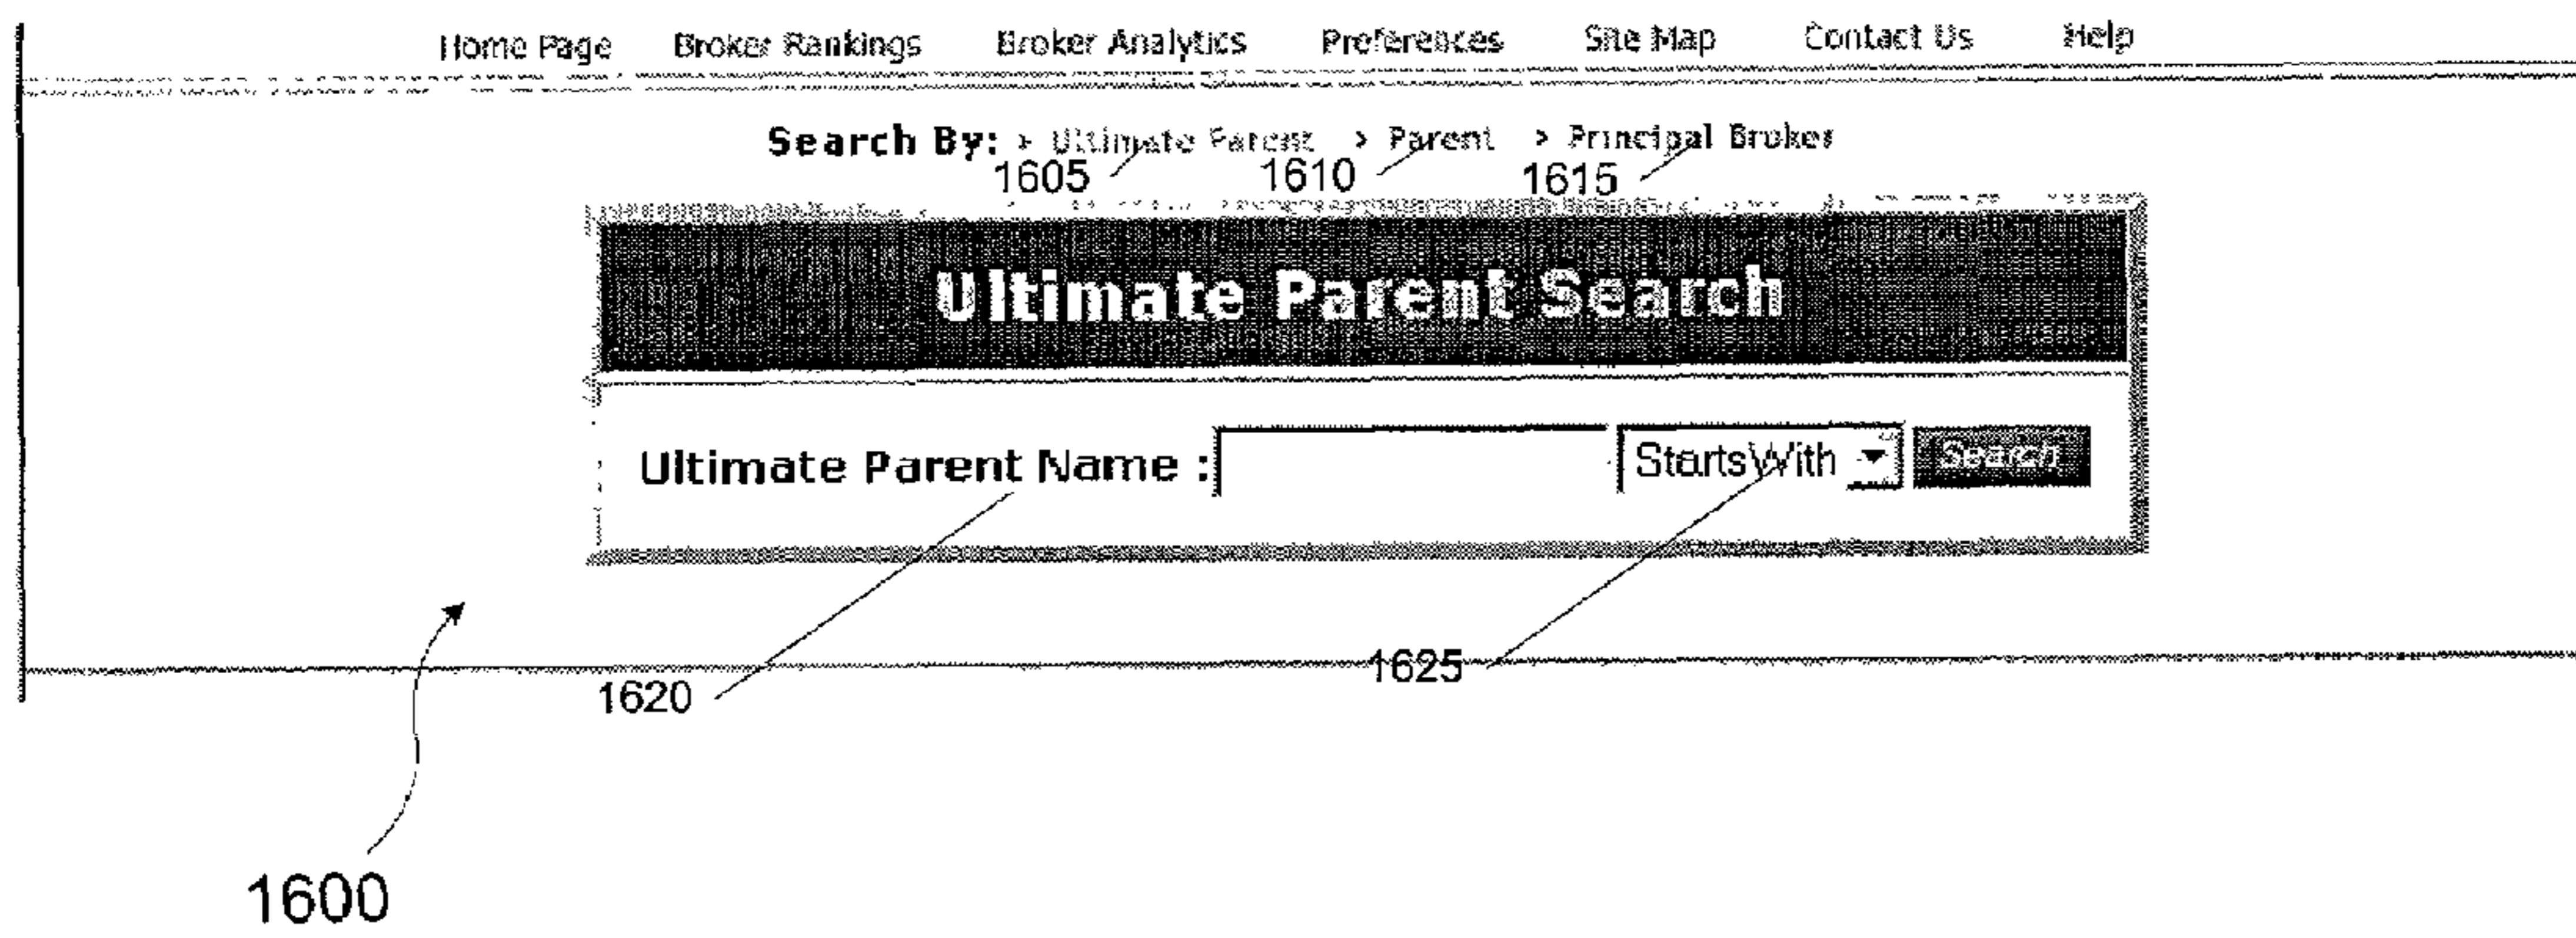 Home Page Broker Rankings Broker Analytics Preferences Site Map Contact Us Help
Search By: > Ultimate Parent > Parent > Principal Broker
1605 1610 1615
Ultimate Parent Search
Ultimate Parent Name : StartsWith Search
1620 1625
1600